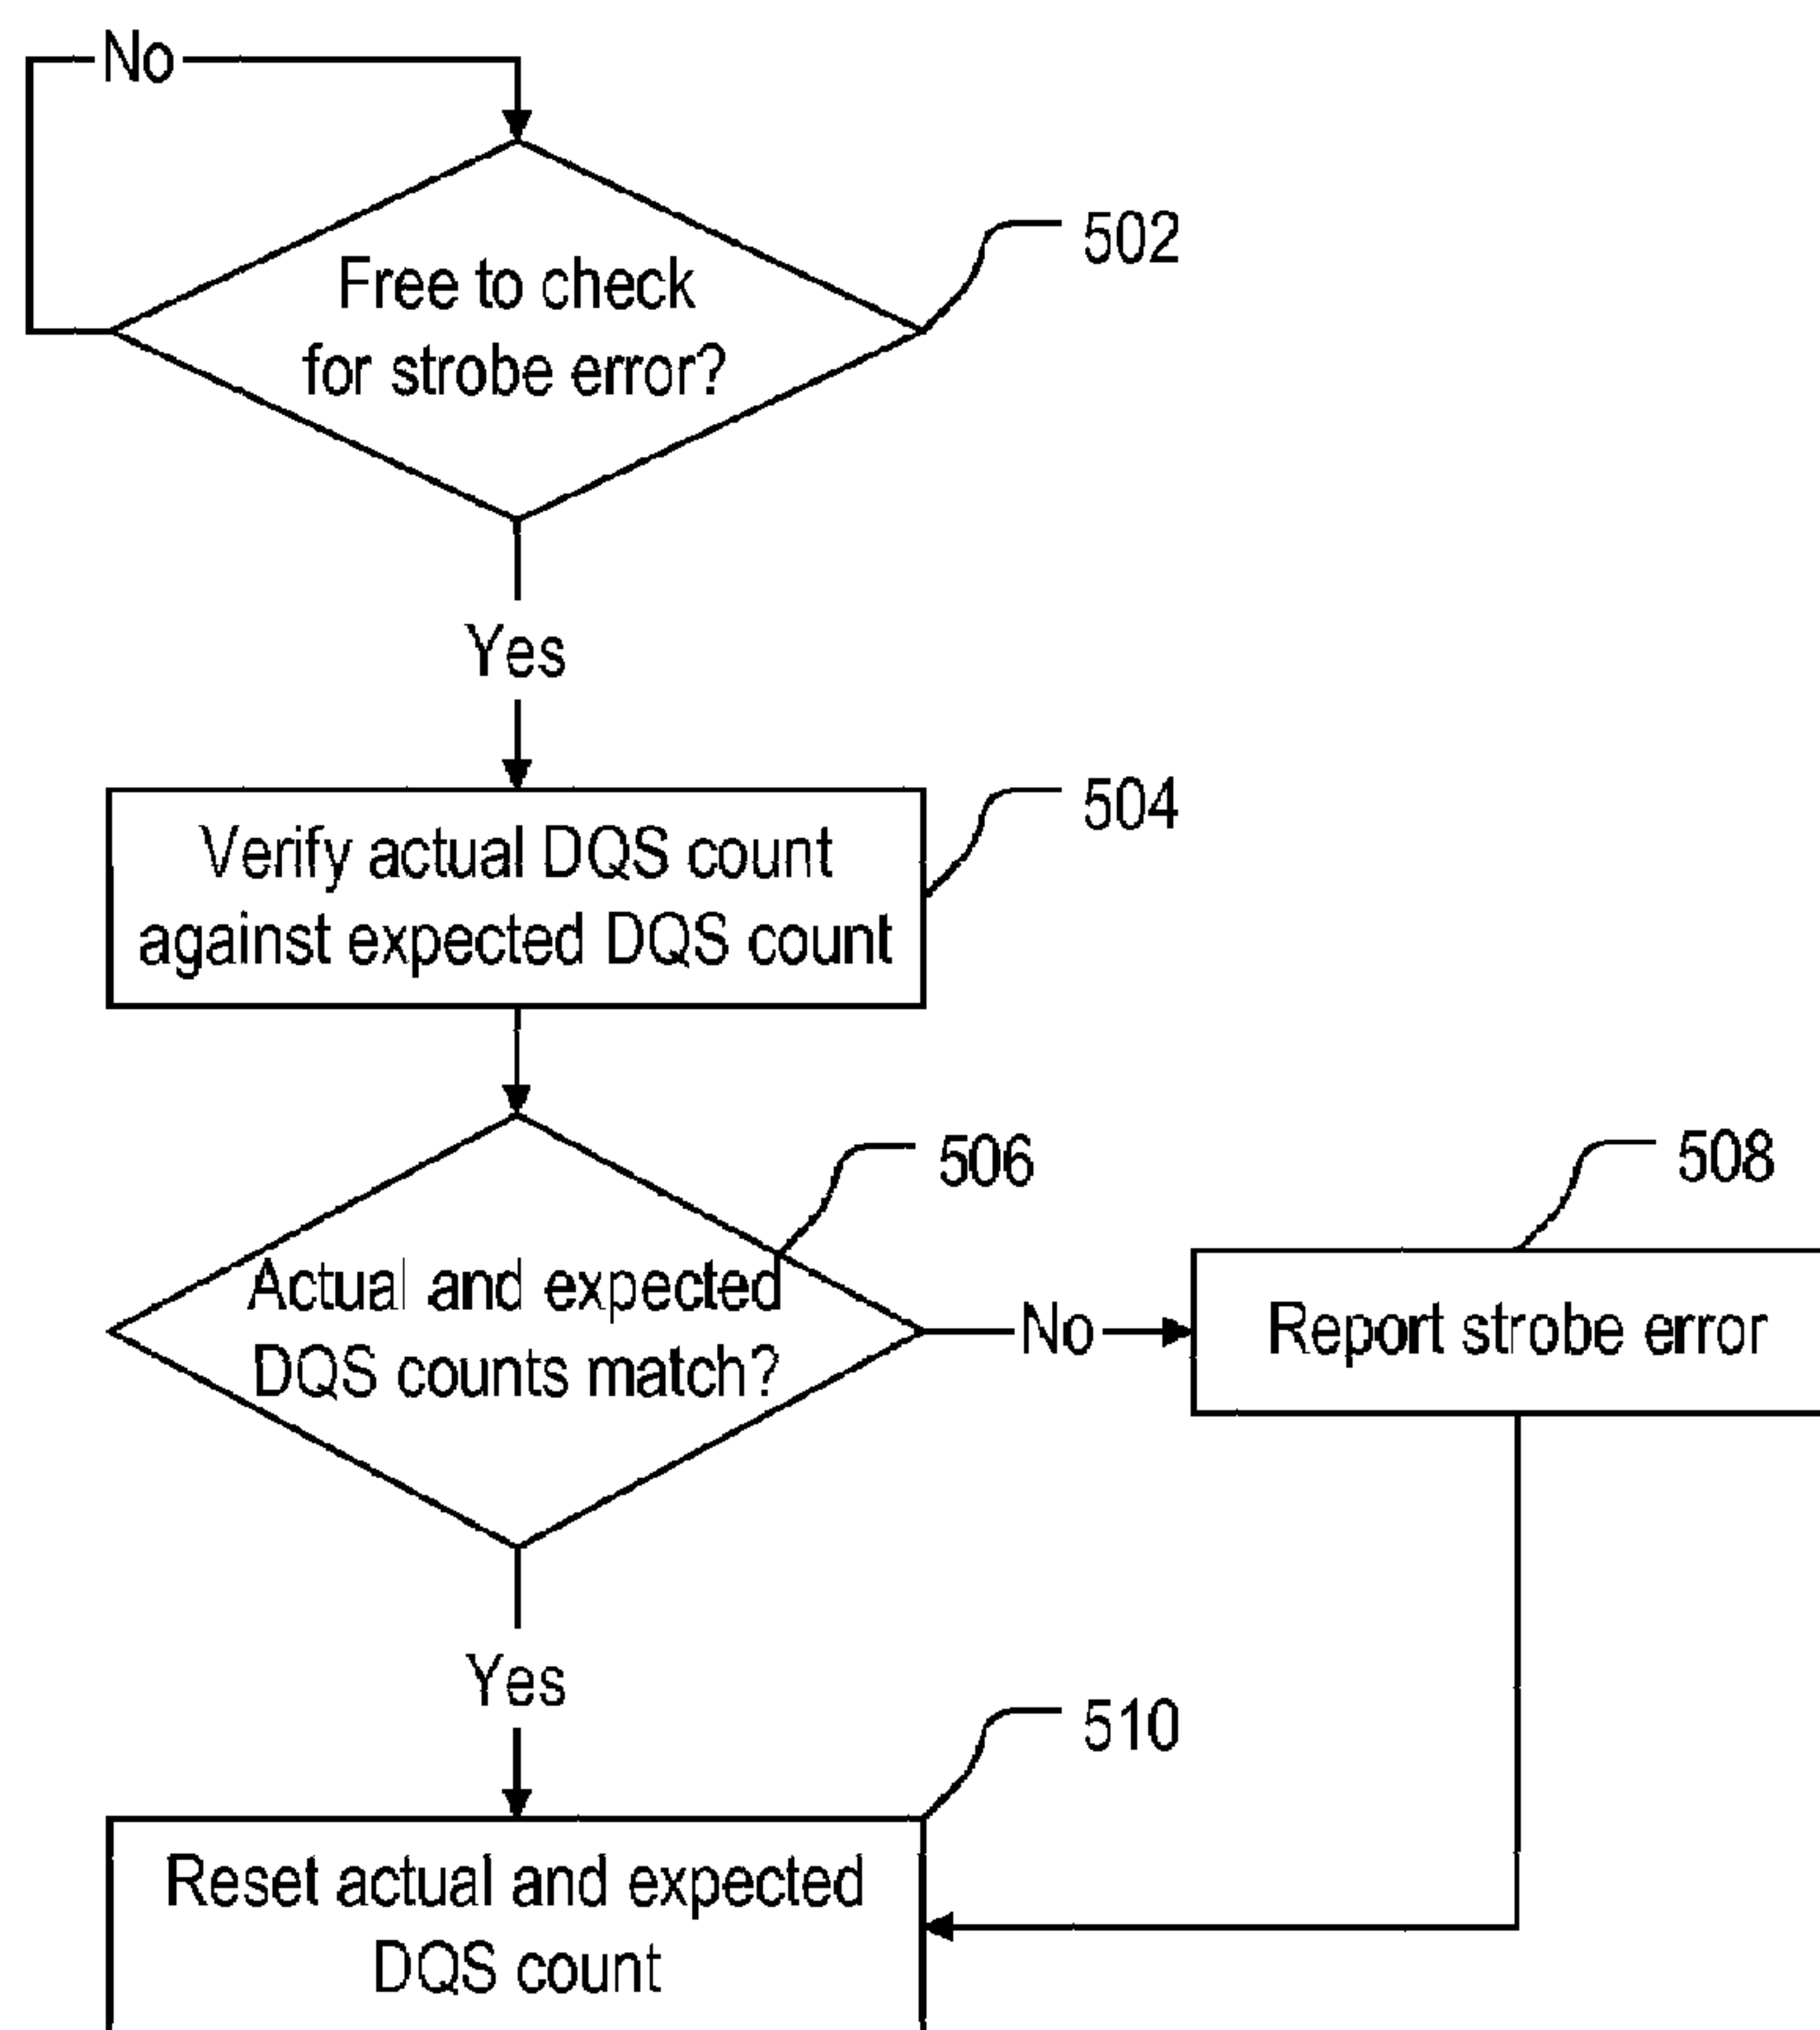 No
Free to check
for strobe error?
502
Yes
Verify actual DQS count
against expected DQS count
504
Actual and expected
DQS counts match?
506
No
Report strobe error
508
Yes
Reset actual and expected
DQS count
510